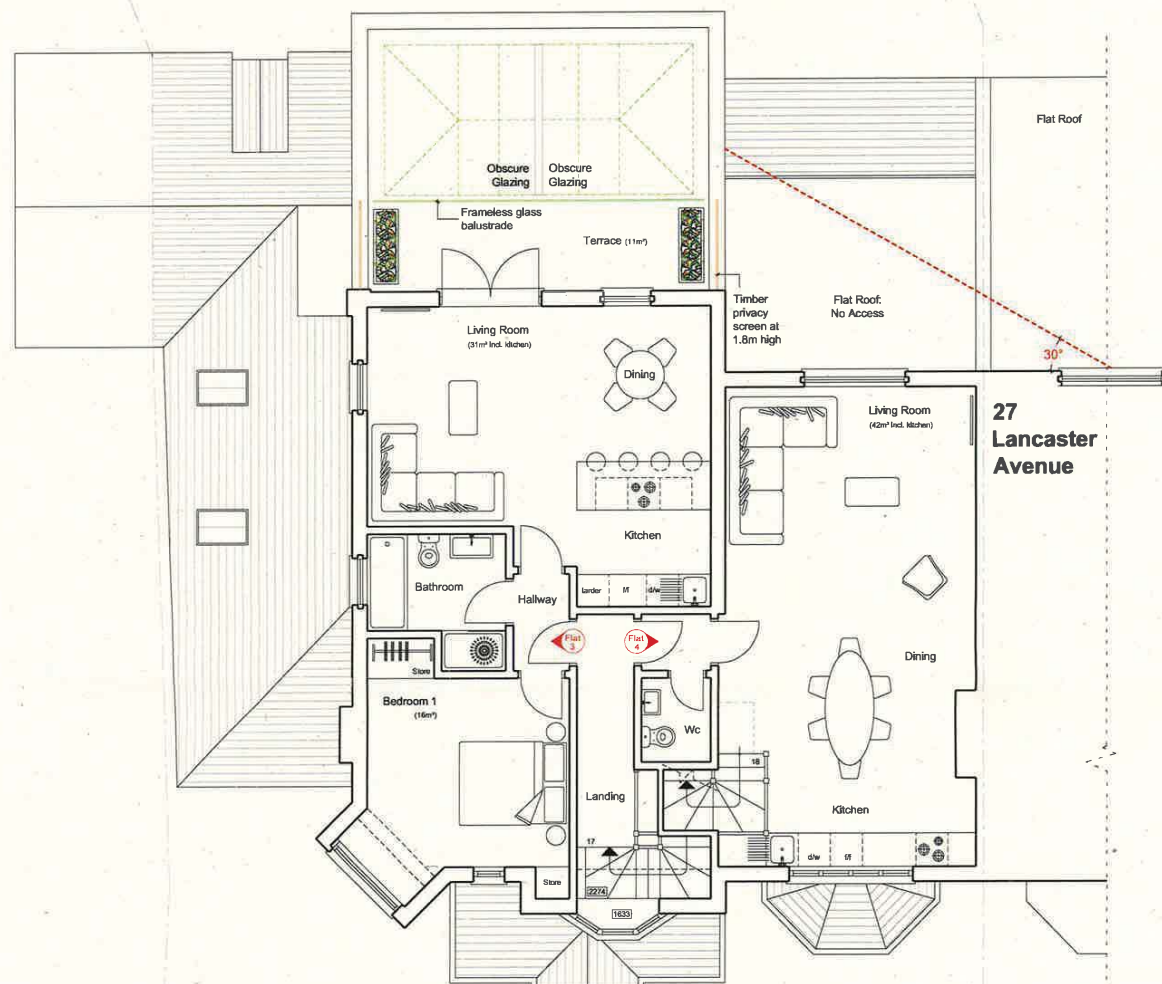 Flat Roof
Obscure
Glazing
Obscure
Glazing
Frameless glass
balustrade
Terrace (11m²)
Timber
privacy
screen at
1.8m high
Flat Roof:
No Access
30°
Living Room
(31m² Incl. kitchen)
Dining
Living Room
(42m² Incl. Kitchen)
27
Lancaster
Avenue
Kitchen
Bathroom
Hallway
larder
f/f
d/w
Flat
3
Flat
4
Store
Bedroom 1
(16m²)
Wc
Dining
18
Landing
Kitchen
17
d/w
f/f
Store
2274
1633